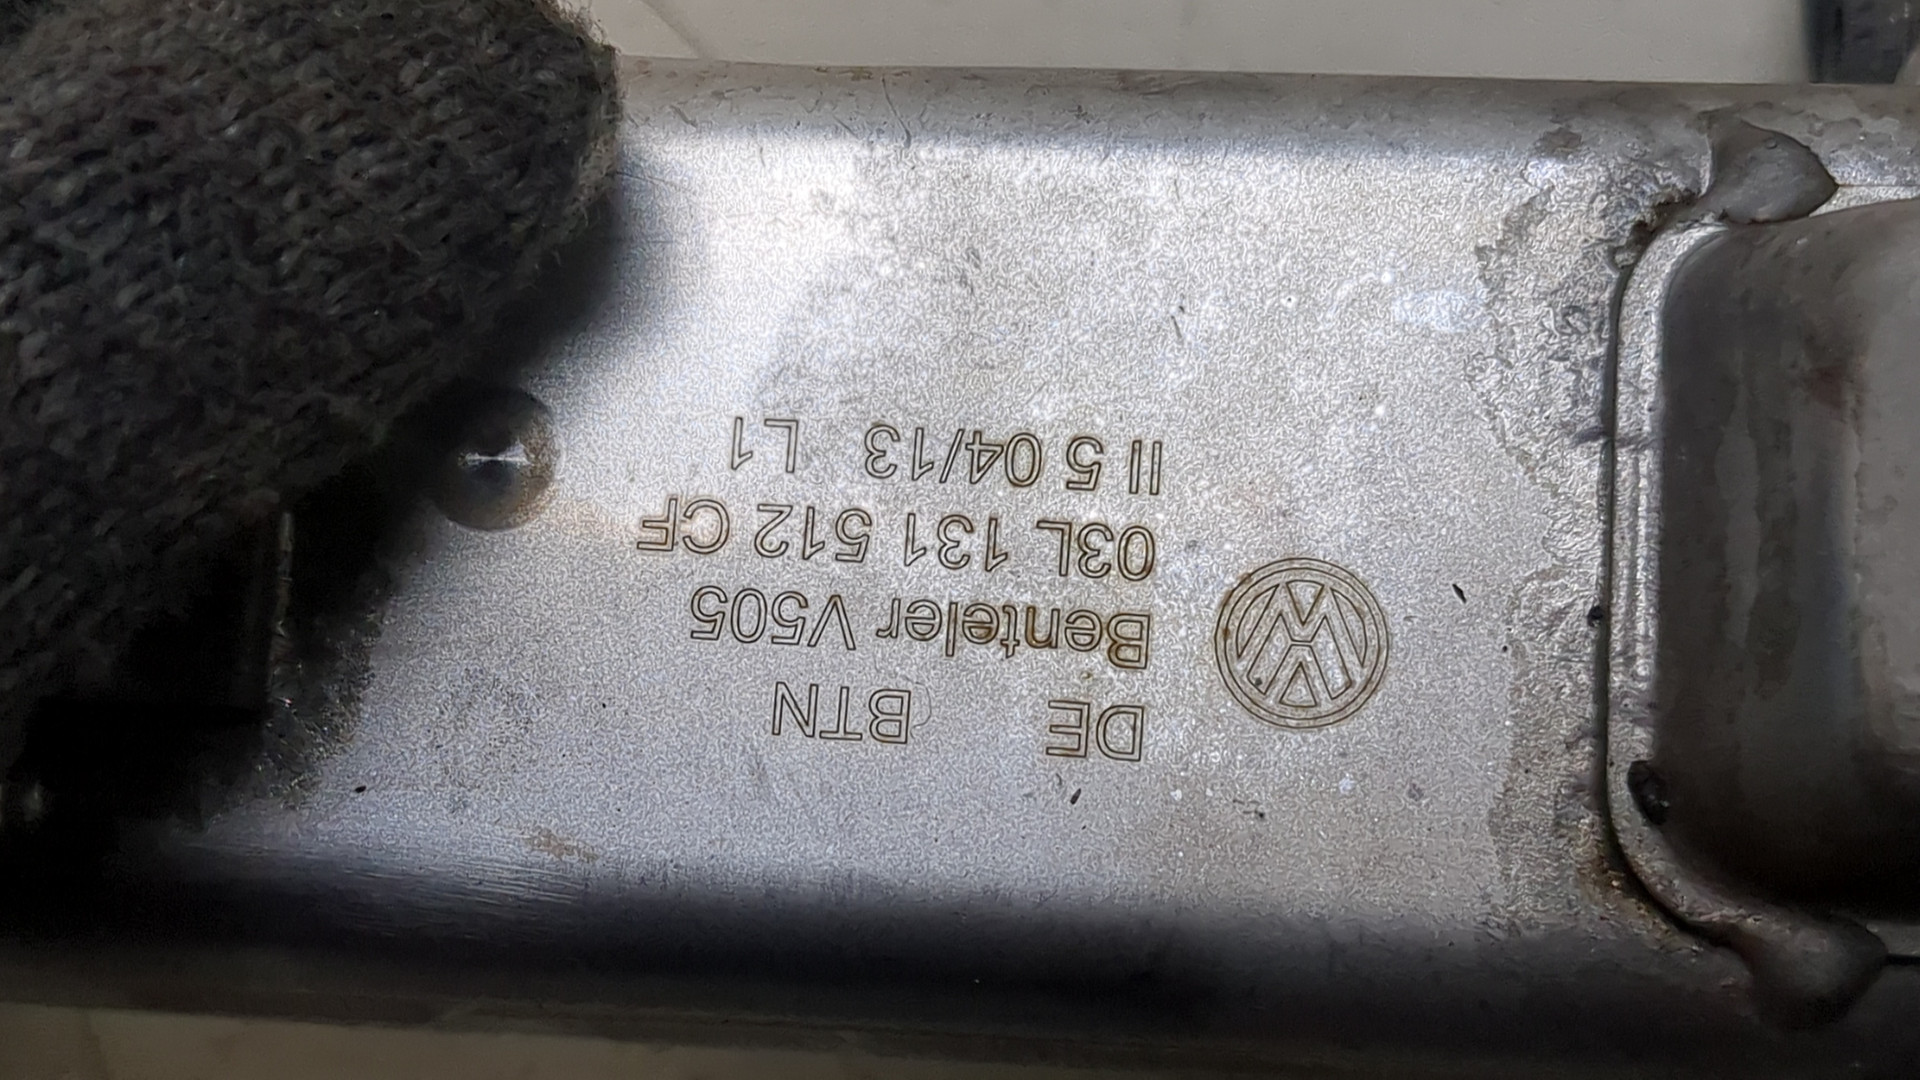 DE BTN
Benteler V505
03L 131 512 CF
II 5 04/13 L1